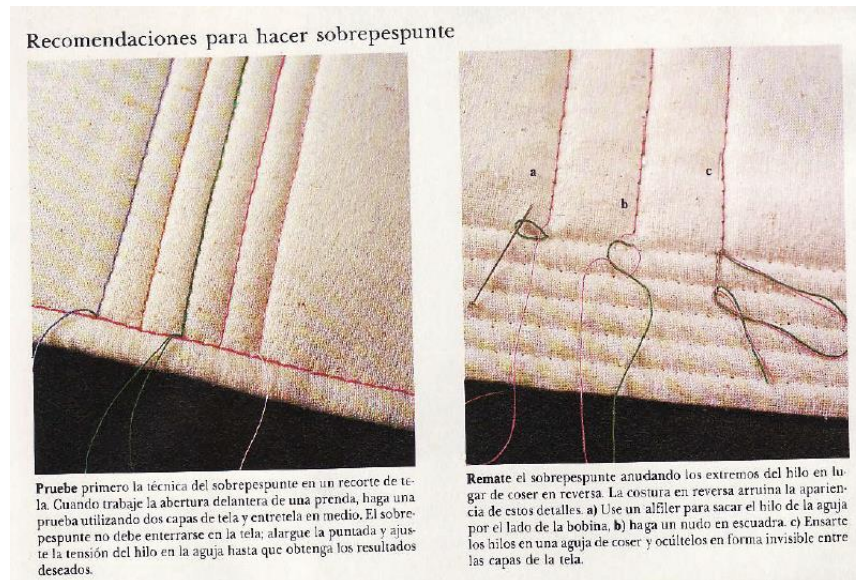 Recomendaciones para hacer sobrepespunte
a
b
c
Pruebe primero la técnica del sobrepespunte en un recorte de te-
la. Cuando trabaje la abertura delantera de una prenda, haga una
prueba utilizando dos capas de tela y entretela en medio. El sobre-
pespunte no debe enterrarse en la tela; alargue la puntada y ajus-
te la tensión del hilo en la aguja hasta que obtenga los resultados
deseados.
Remate el sobrepespunte anudando los extremos del hilo en lu-
gar de coser en reversa. La costura en reversa arruina la aparien-
cia de estos detalles. a) Use un alfiler para sacar el hilo de la aguja
por el lado de la bobina, b) haga un nudo en escuadra. c) Ensarte
los hilos en una aguja de coser y ocúltelos en forma invisible entre
las capas de la tela.